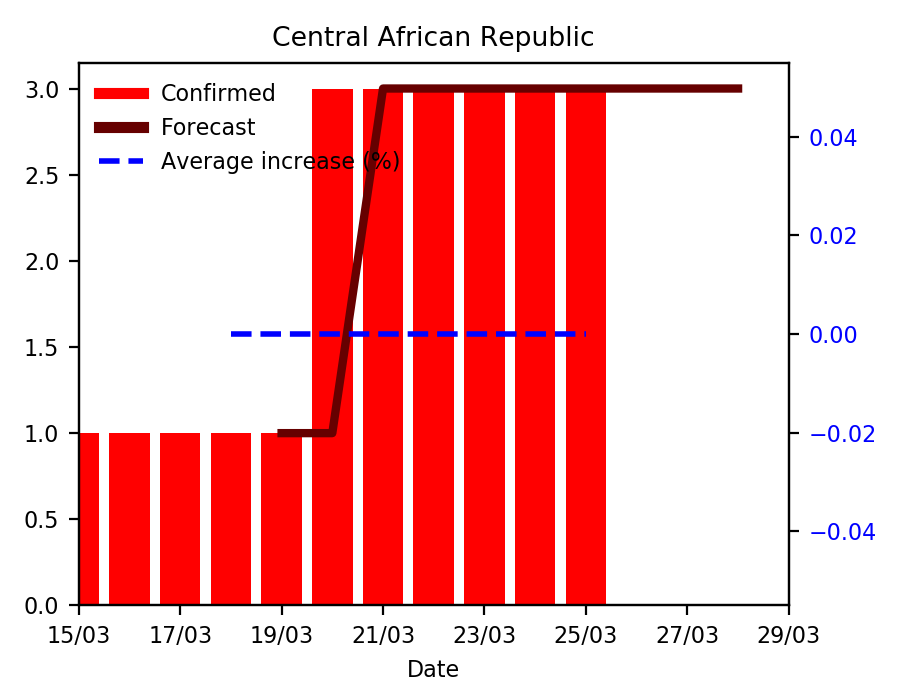 Central African Republic
Confirmed
Forecast
Average increase (%)
3.0
2.5
2.0
1.5
1.0
0.5
0.0
0.04
0.02
0.00
−0.02
−0.04
15/03 17/03 19/03 21/03 23/03 25/03 27/03 29/03
Date